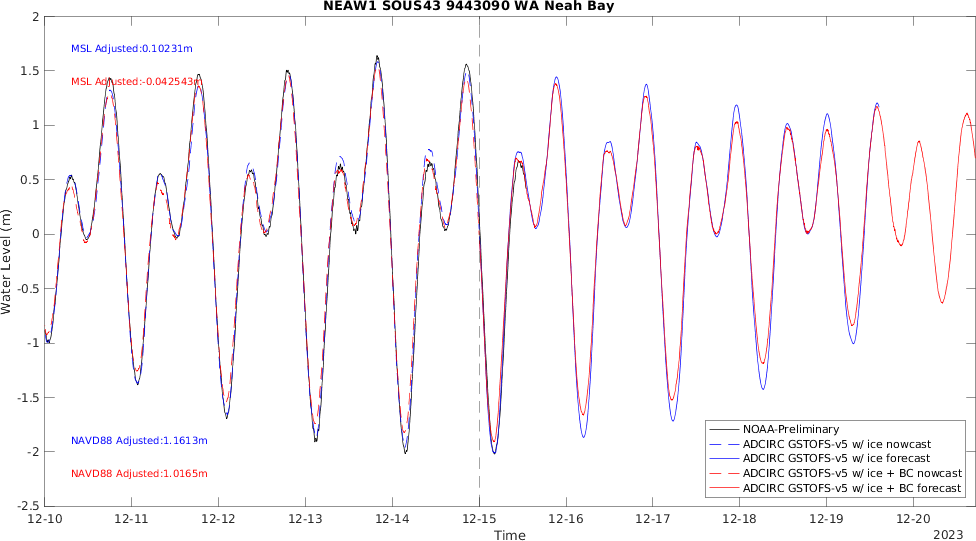 NEAW1 SOUS43 9443090 WA Neah Bay
2
MSL Adjusted:0.10231m
1.5
MSL Adjusted:-0.042543m
1
0.5
0
-0.5
-1
-1.5
-2
-2.5
Water Level (m)
NAVD88 Adjusted:1.1613m
NAVD88 Adjusted:1.0165m
NOAA-Preliminary
ADCIRC GSTOFS-v5 w/ ice nowcast
ADCIRC GSTOFS-v5 w/ ice forecast
ADCIRC GSTOFS-v5 w/ ice + BC nowcast
ADCIRC GSTOFS-v5 w/ ice + BC forecast
12-10 12-11 12-12 12-13 12-14 12-15 12-16 12-17 12-18 12-19 12-20
Time
2023